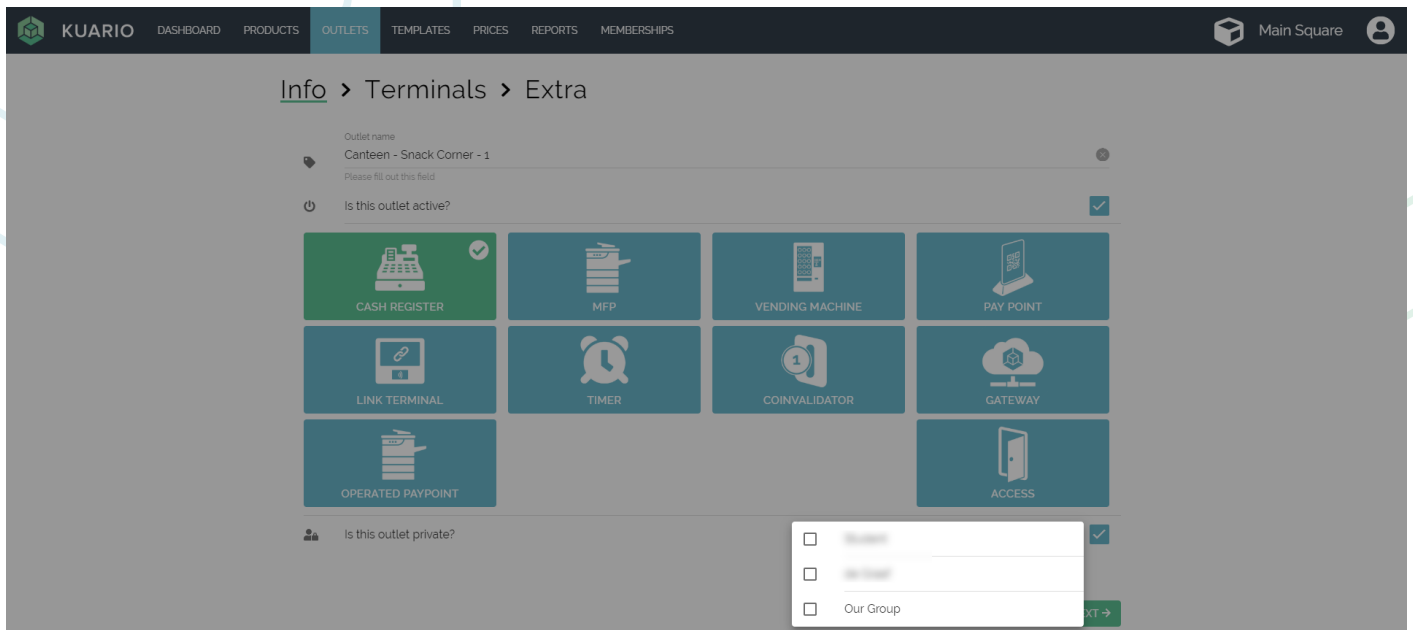 KUARIO DASHBOARD PRODUCTS OUTLETS TEMPLATES PRICES REPORTS MEMBERSHIPS Main Square
Info > Terminals > Extra
Outlet name
Canteen - Snack Corner - 1
Please fill out this field
Is this outlet active?
CASH REGISTER MFP VENDING MACHINE PAY POINT
1
LINK TERMINAL TIMER COINVALIDATOR GATEWAY
OPERATED PAYPOINT ACCESS
Is this outlet private?
Our Group
XT →